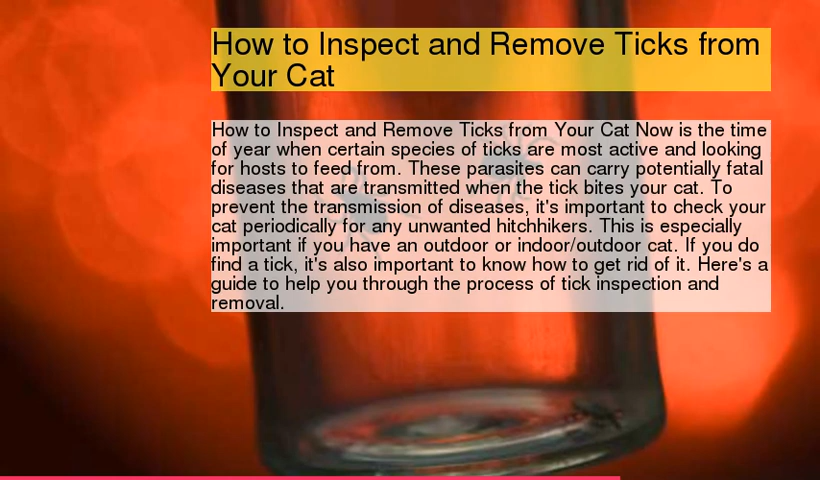 How to Inspect and Remove Ticks from
Your Cat
How to Inspect and Remove Ticks from Your Cat Now is the time
of year when certain species of ticks are most active and looking
for hosts to feed from. These parasites can carry potentially fatal
diseases that are transmitted when the tick bites your cat. To
prevent the transmission of diseases, it's important to check your
cat periodically for any unwanted hitchhikers. This is especially
important if you have an outdoor or indoor/outdoor cat. If you do
find a tick, it's also important to know how to get rid of it. Here's a
guide to help you through the process of tick inspection and
removal.